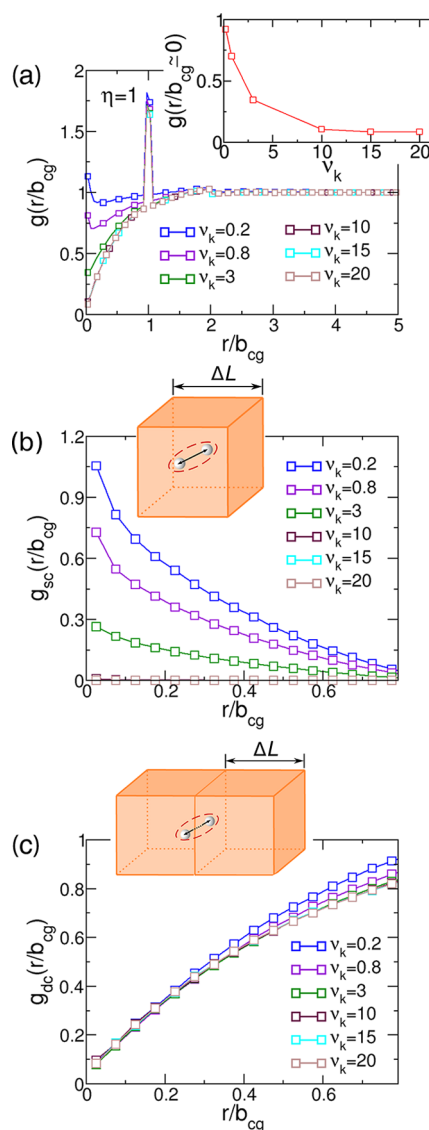 1
0.5
0
g(r/b_cg≃0)
0 5 10 15 20
ν_k
(a)
η=1
2
1.5
1
0.5
0
g(r/b_cg)
ν_k=0.2
ν_k=0.8
ν_k=3
ν_k=10
ν_k=15
ν_k=20
0 1 2 3 4 5
r/b_cg
ΔL
(b)
1.2
0.9
0.6
0.3
0
g_sc(r/b_cg)
ν_k=0.2
ν_k=0.8
ν_k=3
ν_k=10
ν_k=15
ν_k=20
0 0.2 0.4 0.6
r/b_cg
ΔL
(c)
1
0.8
0.6
0.4
0.2
0
g_dc(r/b_cg)
ν_k=0.2
ν_k=0.8
ν_k=3
ν_k=10
ν_k=15
ν_k=20
0 0.2 0.4 0.6
r/b_cg